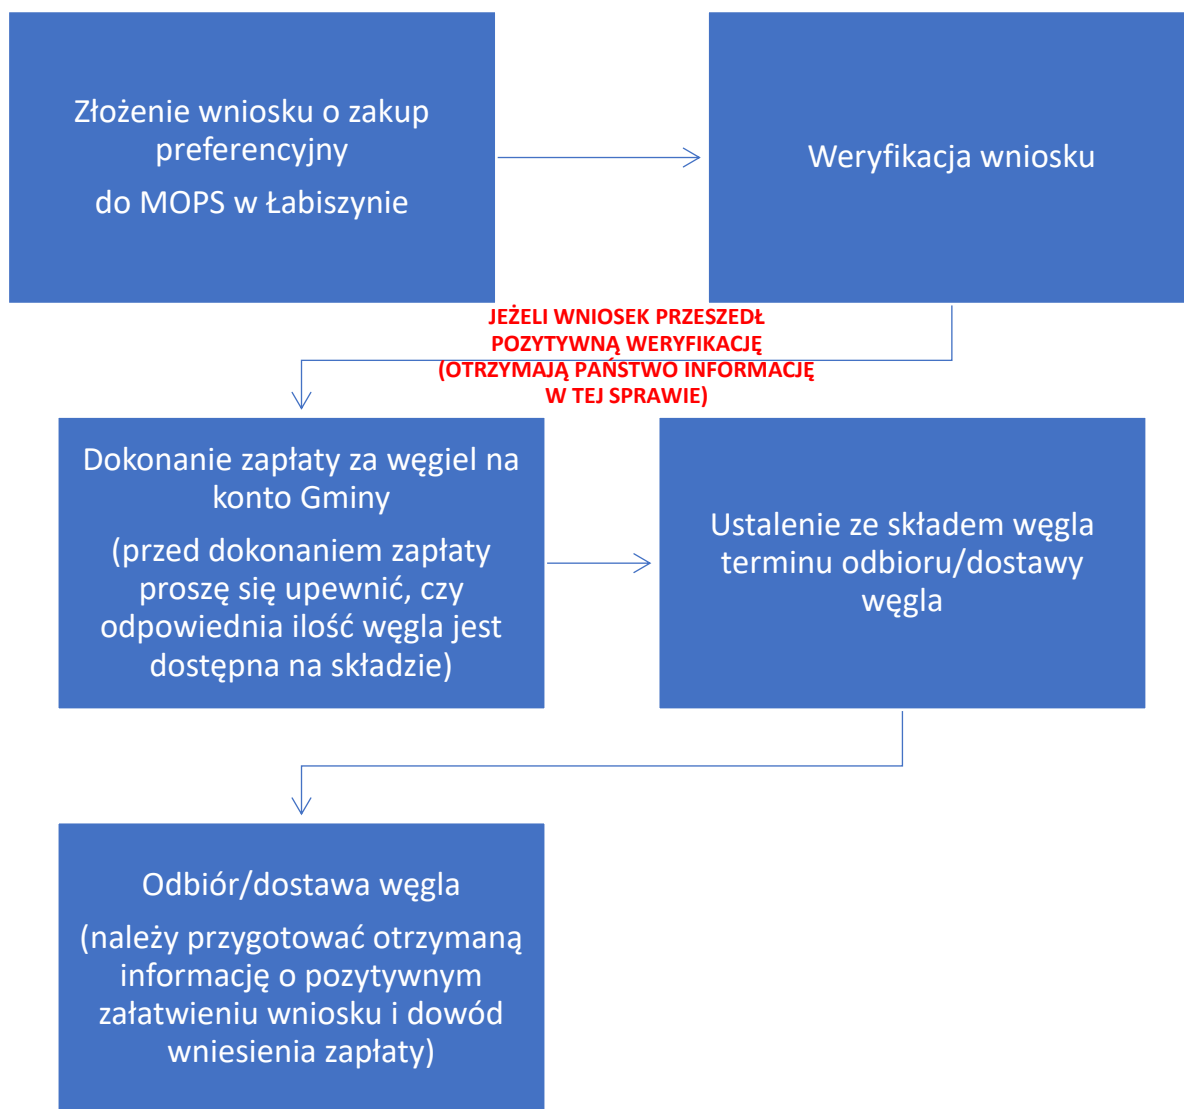 Złożenie wniosku o zakup
preferencyjny
do MOPS w Łabiszynie
Weryfikacja wniosku
JEŻELI WNIOSEK PRZESZEDŁ
POZYTYWNĄ WERYFIKACJĘ
(OTRZYMAJĄ PAŃSTWO INFORMACJĘ
W TEJ SPRAWIE)
Dokonanie zapłaty za węgiel na
konto Gminy
(przed dokonaniem zapłaty
proszę się upewnić, czy
odpowiednia ilość węgla jest
dostępna na składzie)
Ustalenie ze składem węgla
terminu odbioru/dostawy
węgla
Odbiór/dostawa węgla
(należy przygotować otrzymaną
informację o pozytywnym
załatwieniu wniosku i dowód
wniesienia zapłaty)